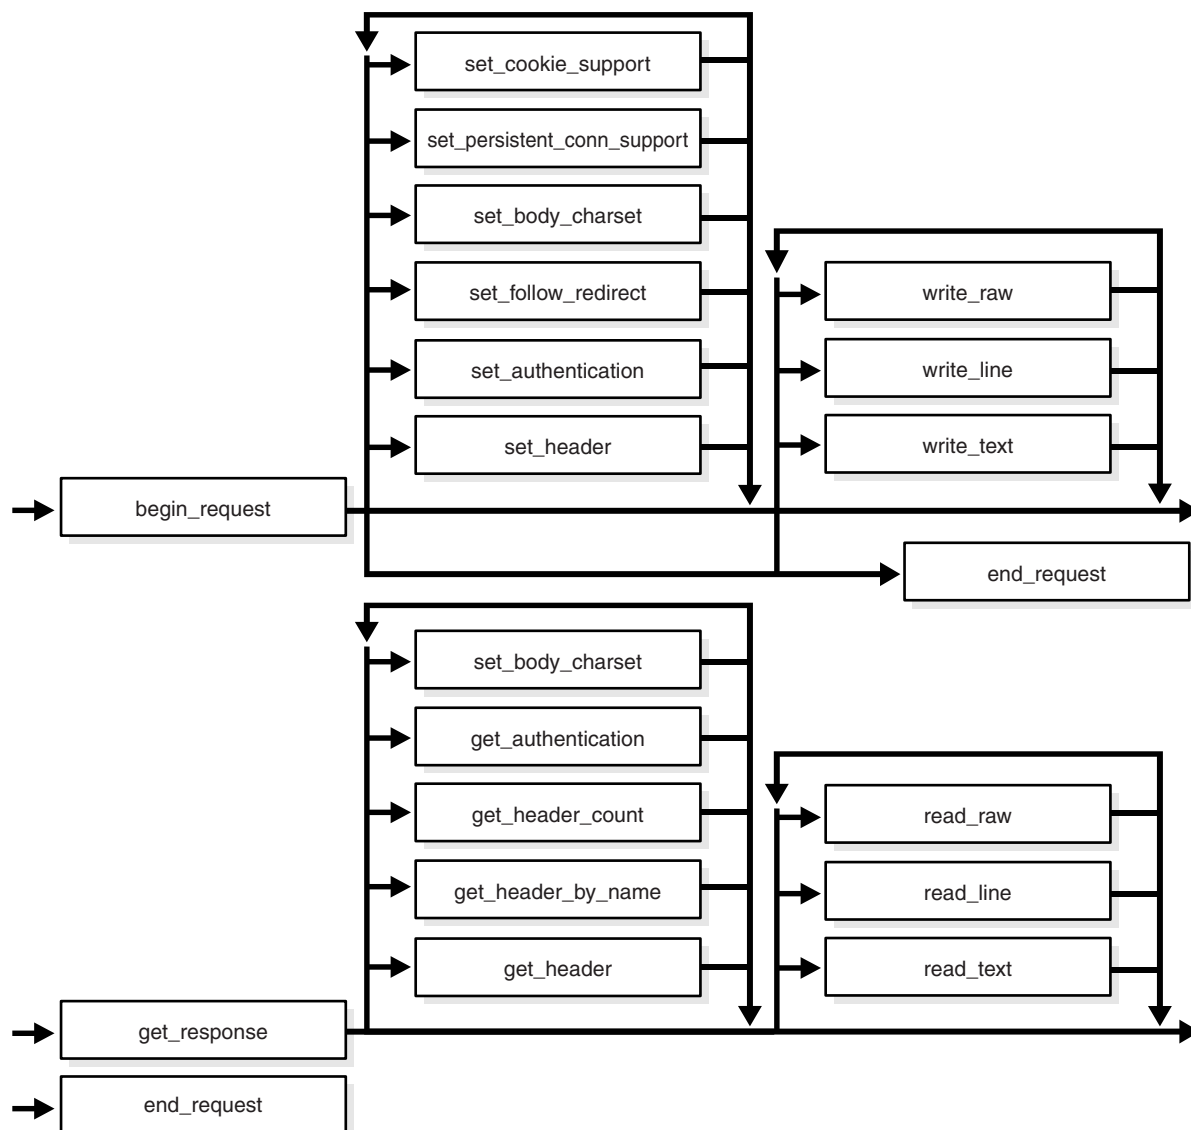 set_cookie_support
set_persistent_conn_support
set_body_charset
set_follow_redirect
set_authentication
set_header
write_raw
write_line
write_text
begin_request
end_request
set_body_charset
get_authentication
get_header_count
get_header_by_name
get_header
read_raw
read_line
read_text
get_response
end_request